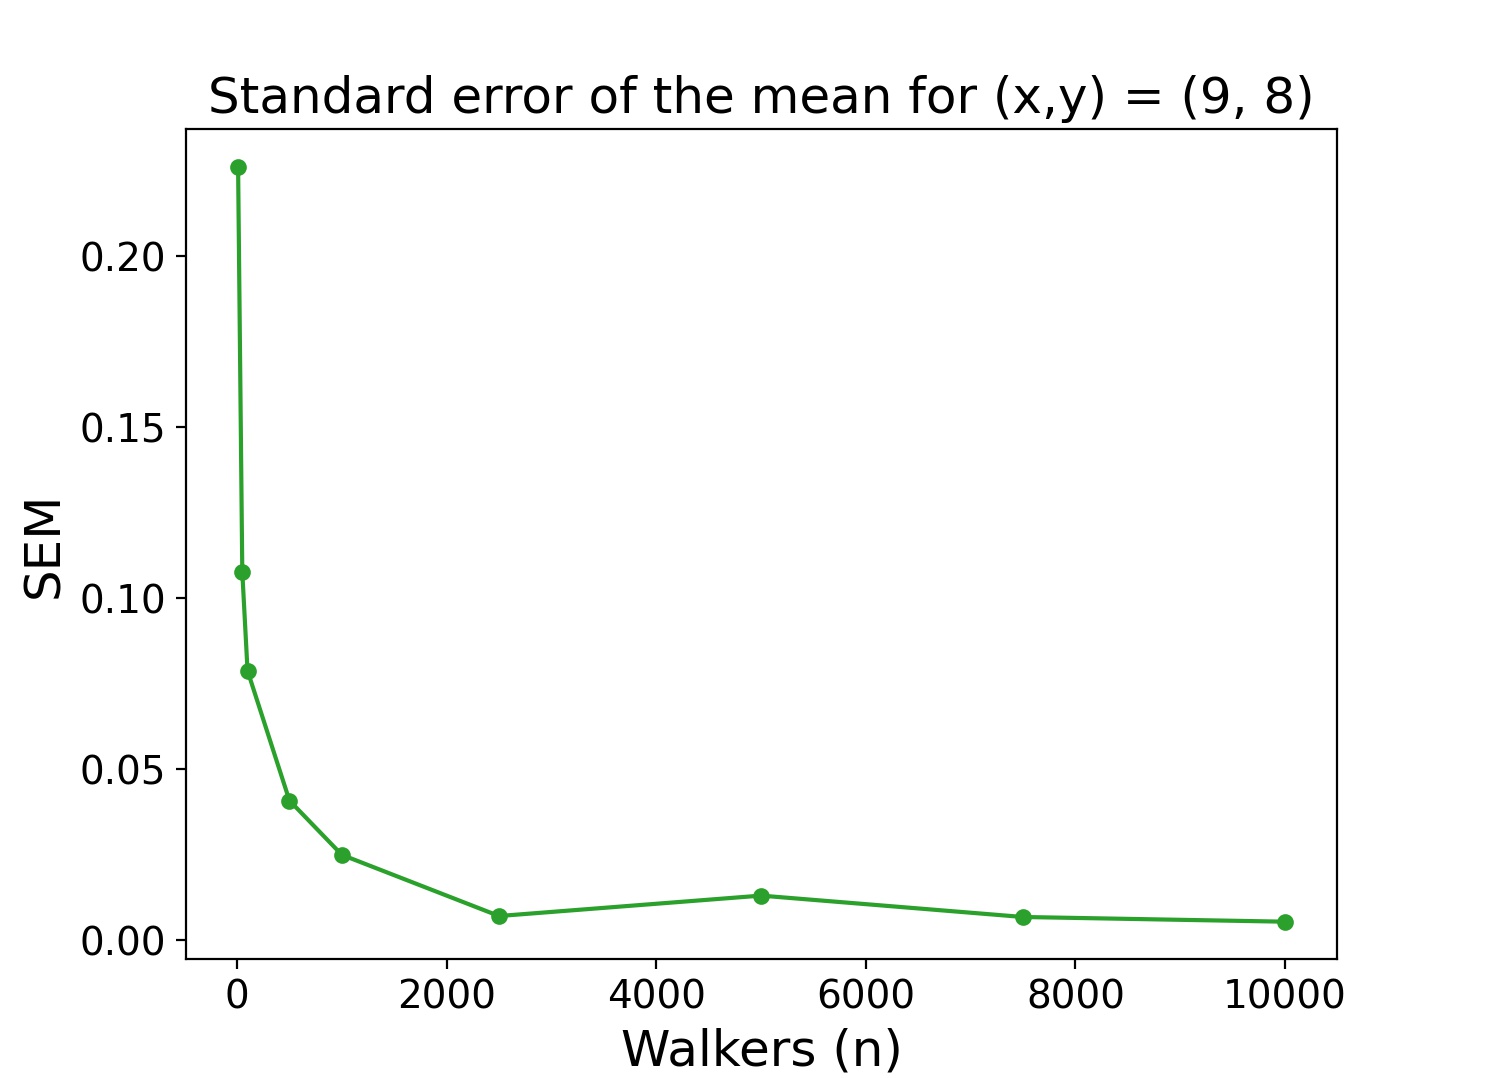 Standard error of the mean for (x,y) = (9, 8)
0.20
0.15
0.10
0.05
0.00
SEM
0 2000 4000 6000 8000 10000
Walkers (n)